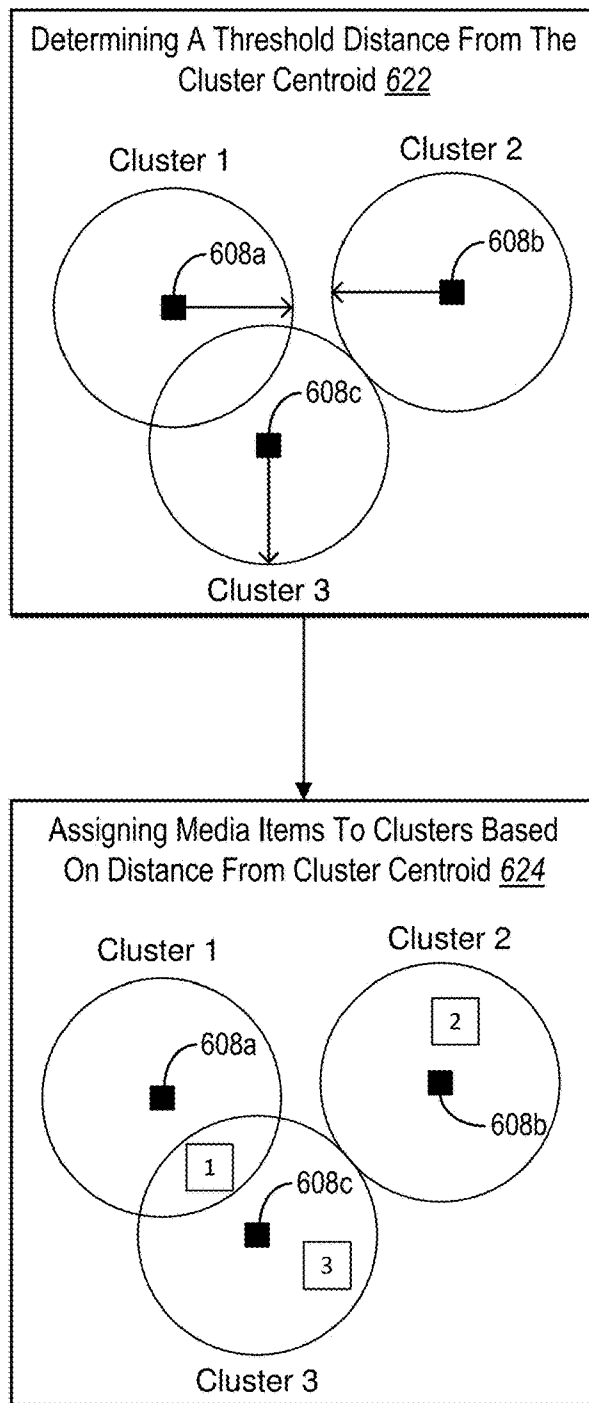 Determining A Threshold Distance From The
Cluster Centroid 622
Cluster 1
Cluster 2
608a
608b
608c
Cluster 3
Assigning Media Items To Clusters Based
On Distance From Cluster Centroid 624
Cluster 1
Cluster 2
2
608a
608b
1
608c
3
Cluster 3